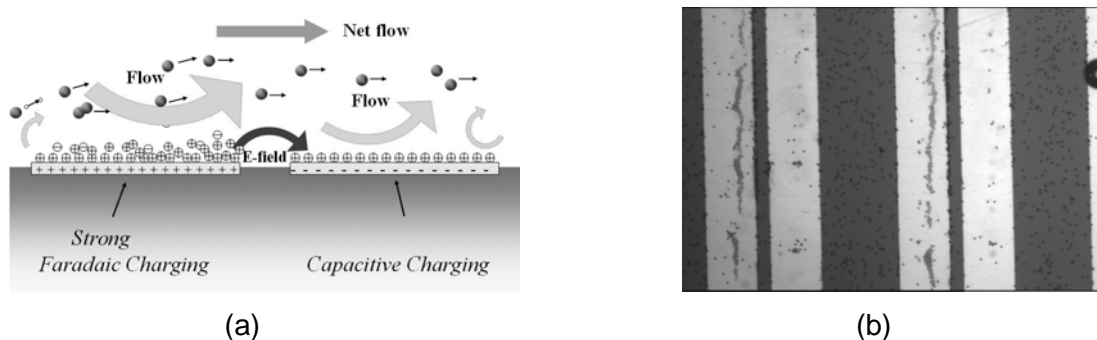 Net flow
Flow
Flow
E-field
Strong
Faradaic Charging
Capacitive Charging
(a)
(b)